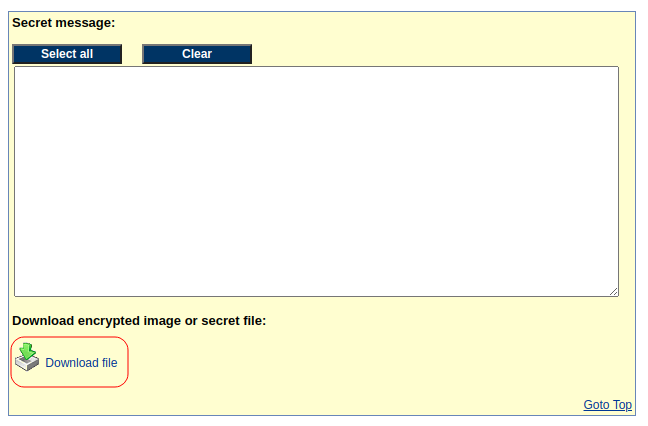 Secret message:
Select all Clear
Download encrypted image or secret file:
Download file
Goto Top